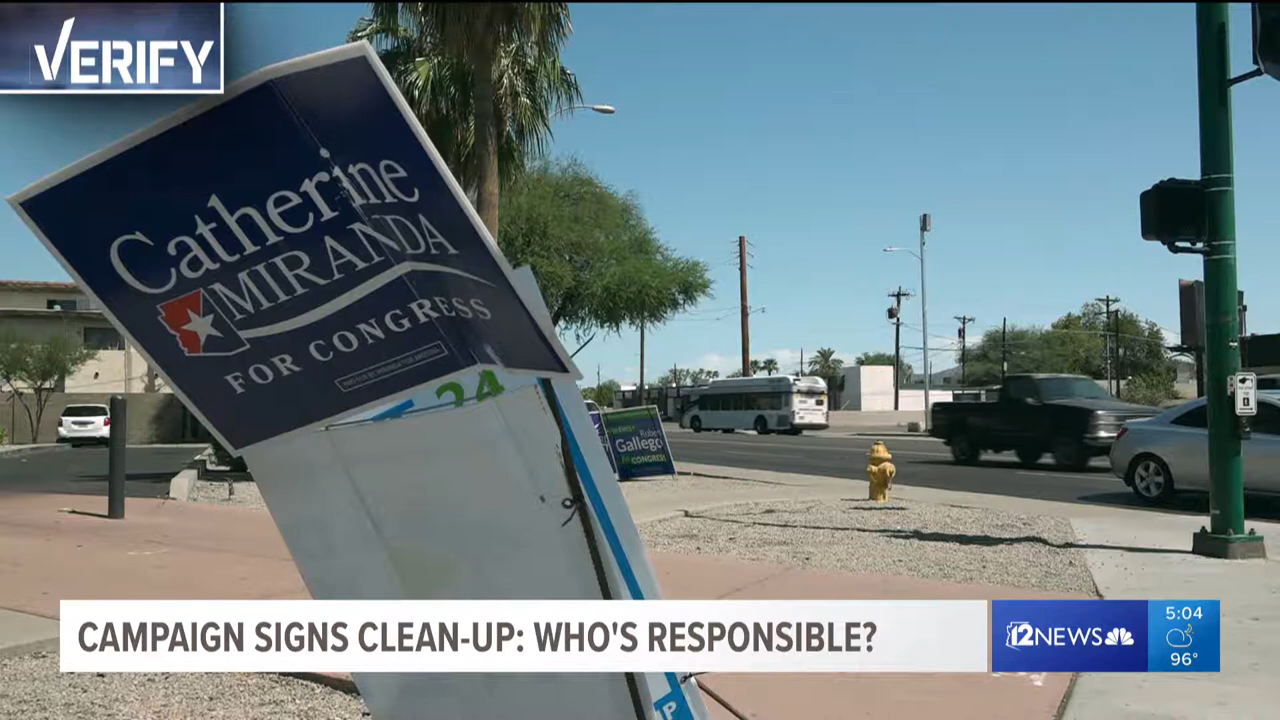 VERIFY
Catherine
MIRANDA
FOR CONGRESS
24
Gallego
CONGRESS
CAMPAIGN SIGNS CLEAN-UP: WHO'S RESPONSIBLE?
12NEWS
5:04
96°